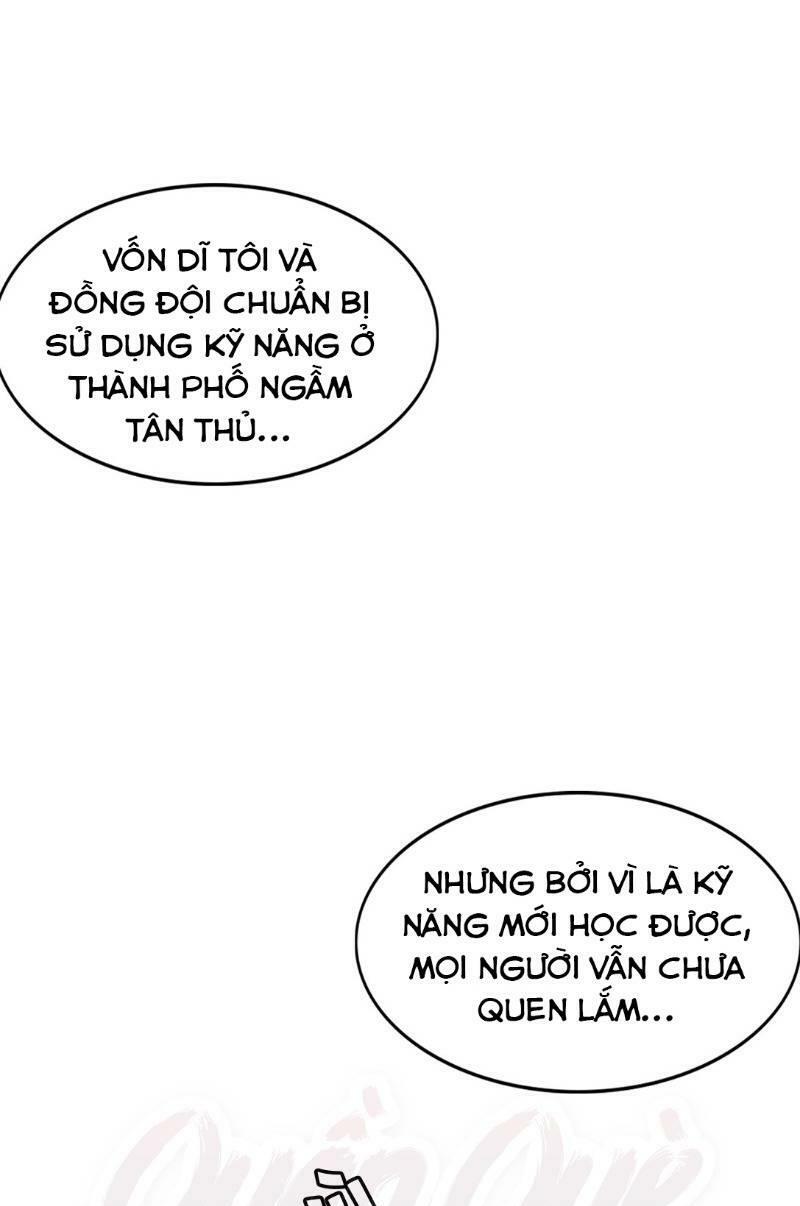 VỐN DĨ TÔI VÀ
ĐỒNG ĐỘI CHUẨN BỊ
SỬ DỤNG KỸ NĂNG Ở
THÀNH PHỐ NGẦM
TÂN THỦ...
NHƯNG BỞI VÌ LÀ KỸ
NĂNG MỚI HỌC ĐƯỢC,
MỌI NGƯỜI VẪN CHƯA
QUEN LẮM...